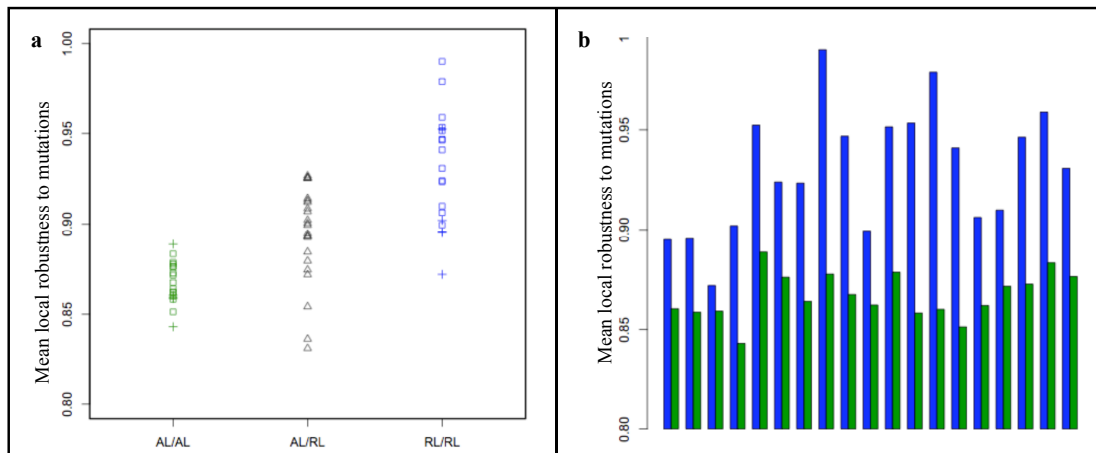 a
Mean local robustness to mutations
1.00
0.95
0.90
0.85
0.80
AL/AL
AL/RL
RL/RL
b
Mean local robustness to mutations
1
0.95
0.90
0.85
0.80